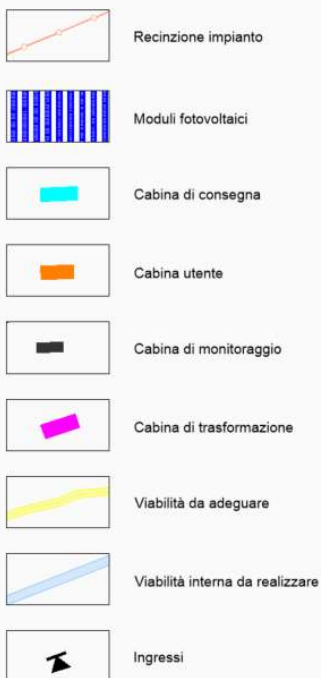 Recinzione impianto
Moduli fotovoltaici
Cabina di consegna
Cabina utente
Cabina di monitoraggio
Cabina di trasformazione
Viabilità da adeguare
Viabilità interna da realizzare
Ingressi